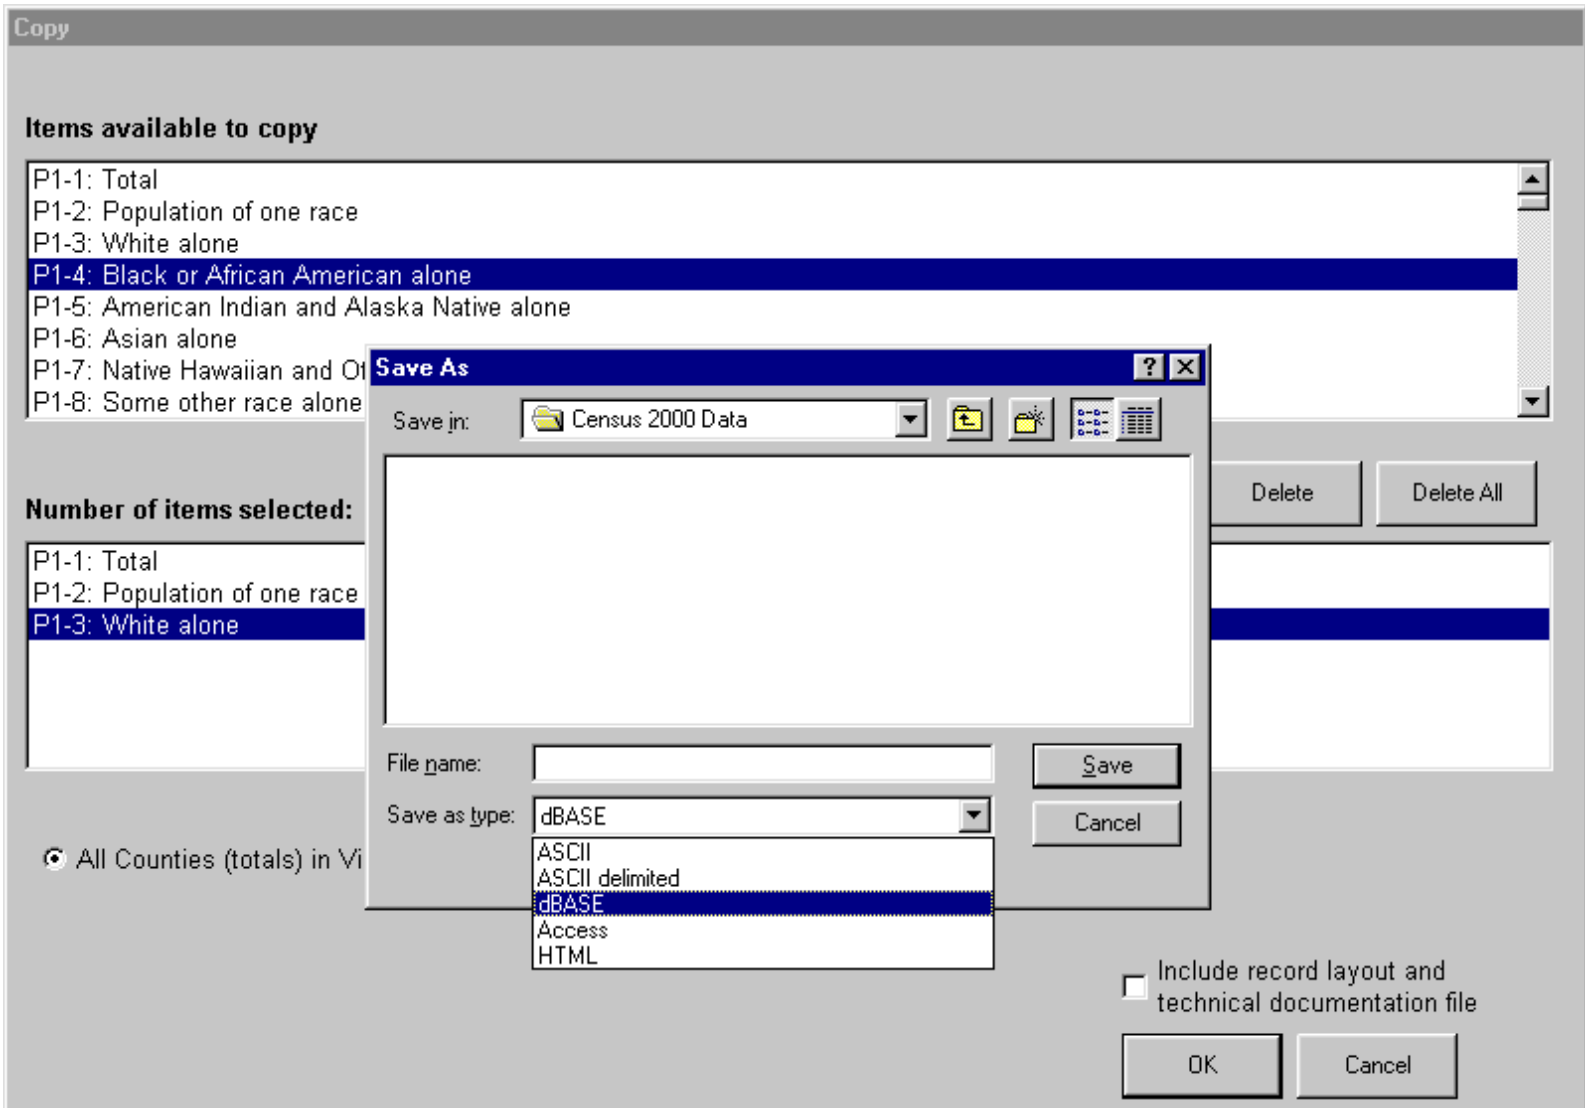 Copy
Items available to copy
P1-1: Total
P1-2: Population of one race
P1-3: White alone
P1-4: Black or African American alone
P1-5: American Indian and Alaska Native alone
P1-6: Asian alone
P1-7: Native Hawaiian and Ot
P1-8: Some other race alone
Delete
Delete All
Number of items selected:
P1-1: Total
P1-2: Population of one race
P1-3: White alone
All Counties (totals) in Vi
Save As
? X
Save in:
Census 2000 Data
File name:
Save
Save as type:
dBASE
Cancel
ASCII
ASCII delimited
dBASE
Access
HTML
Include record layout and
technical documentation file
OK
Cancel